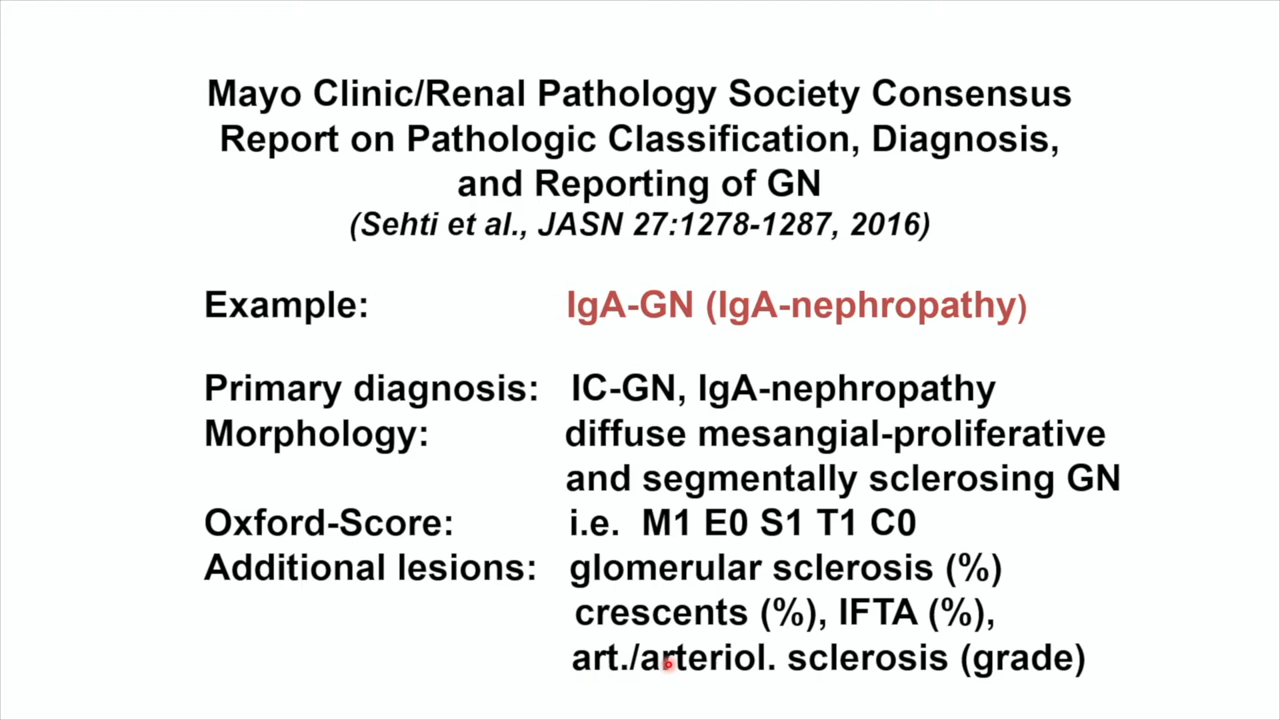 Mayo Clinic/Renal Pathology Society Consensus
Report on Pathologic Classification, Diagnosis,
and Reporting of GN
(Sehti et al., JASN 27:1278-1287, 2016)
Example: IgA-GN (IgA-nephropathy)
Primary diagnosis: IC-GN, IgA-nephropathy
Morphology: diffuse mesangial-proliferative
and segmentally sclerosing GN
Oxford-Score: i.e. M1 E0 S1 T1 C0
Additional lesions: glomerular sclerosis (%)
crescents (%), IFTA (%),
art./arteriol. sclerosis (grade)